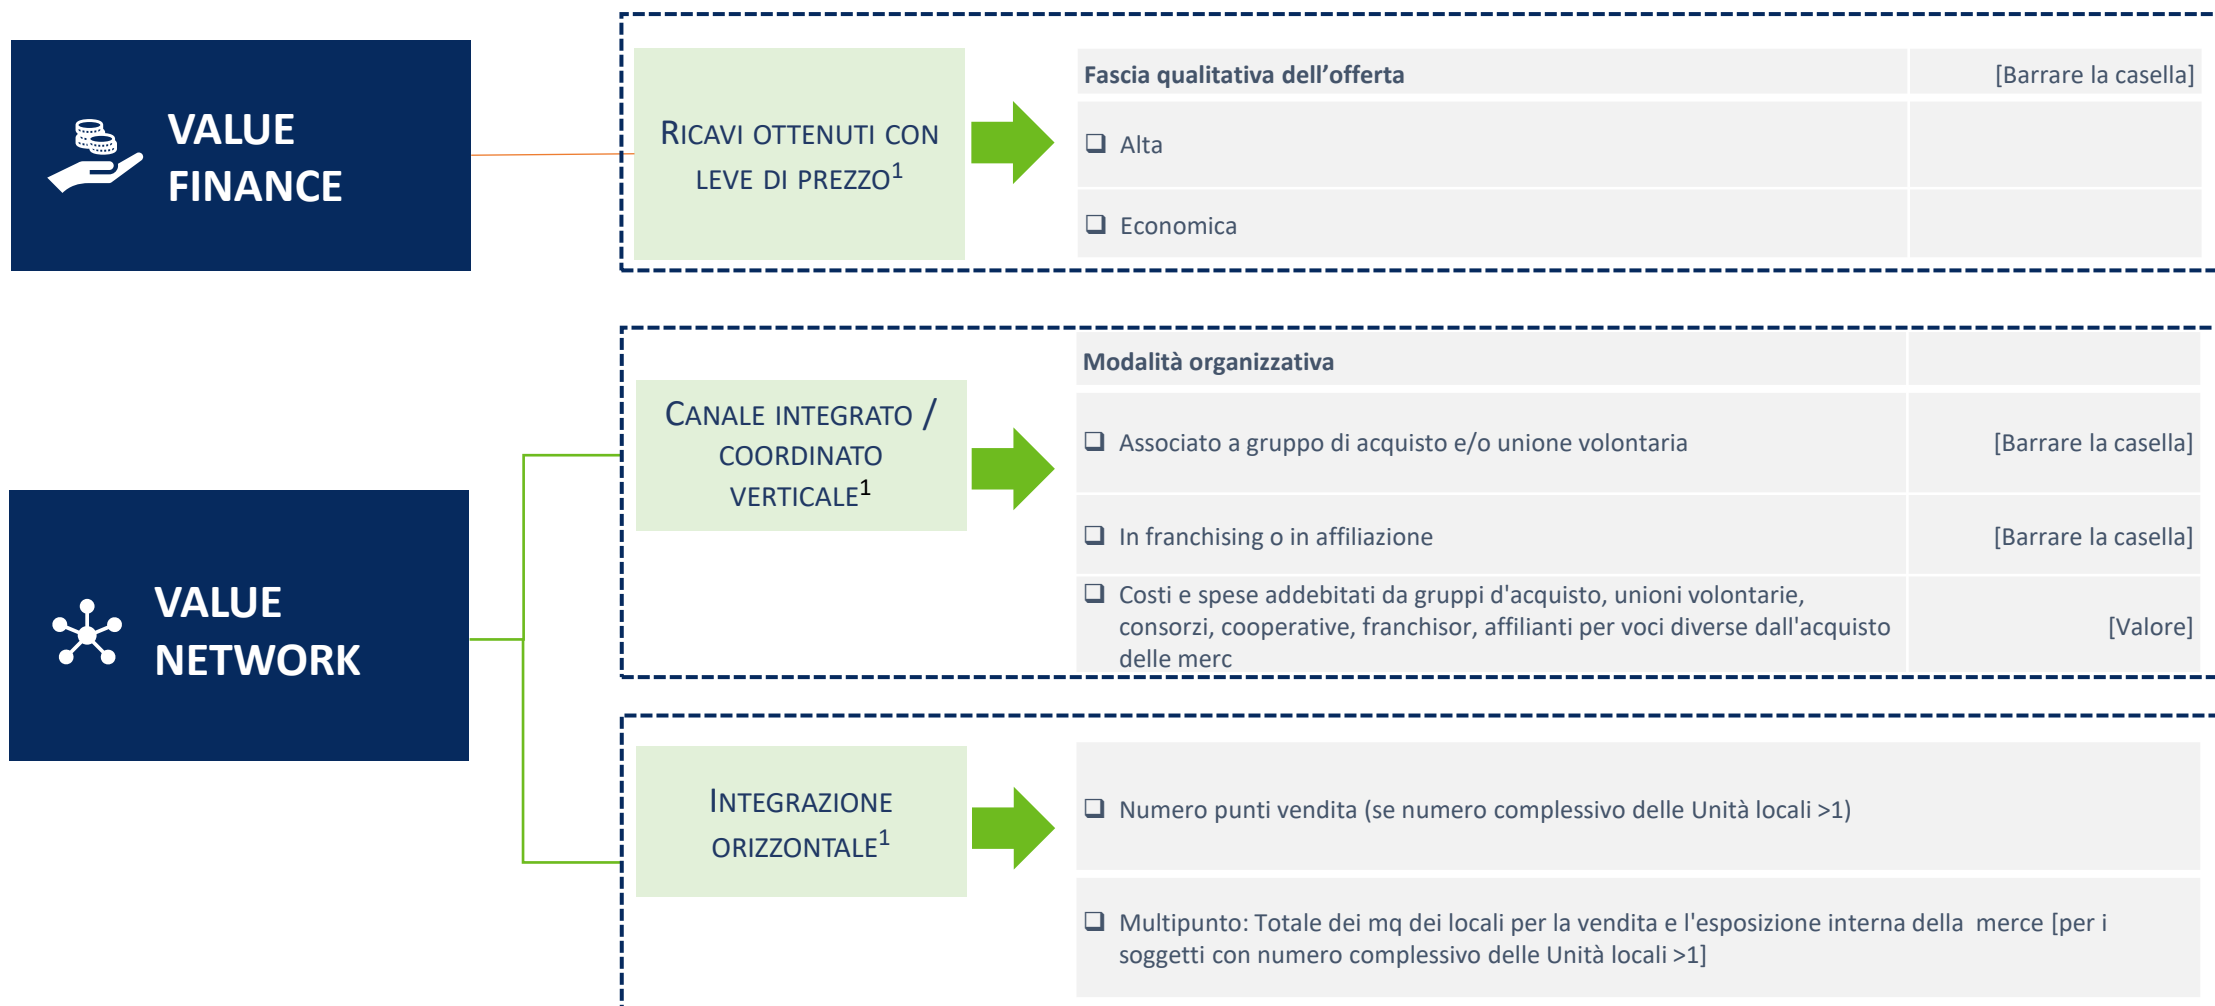 VALUE
FINANCE
RICAVI OTTENUTI CON
LEVE DI PREZZO1
Fascia qualitativa dell'offerta
[Barrare la casella]
❑ Alta
❑ Economica
VALUE
NETWORK
CANALE INTEGRATO /
COORDINATO
VERTICALE1
Modalità organizzativa
❑ Associato a gruppo di acquisto e/o unione volontaria
[Barrare la casella]
❑ In franchising o in affiliazione
[Barrare la casella]
❑ Costi e spese addebitati da gruppi d'acquisto, unioni volontarie,
consorzi, cooperative, franchisor, affilianti per voci diverse dall'acquisto
delle merc
[Valore]
INTEGRAZIONE
ORIZZONTALE1
❑ Numero punti vendita (se numero complessivo delle Unità locali >1)
❑ Multipunto: Totale dei mq dei locali per la vendita e l'esposizione interna della merce [per i
soggetti con numero complessivo delle Unità locali >1]